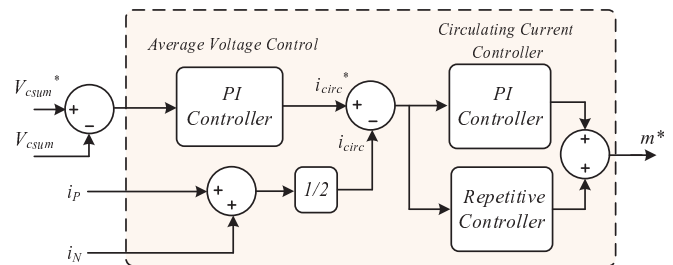 Average Voltage Control
Circulating Current
Controller
V_csum*
+
−
V_csum
PI
Controller
i_circ*
+
−
i_circ
PI
Controller
+
+
m*
i_P
+
+
1/2
Repetitive
Controller
i_N